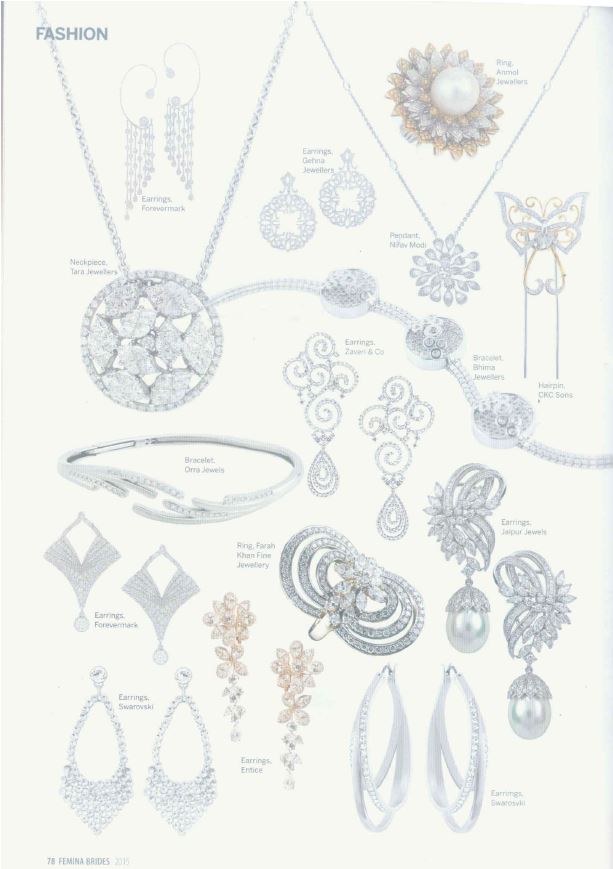 FASHION
Ring,
Anmol
Jewellers
Earrings,
Gehna
Jewellers
Earrings,
Forevermark
Pendant,
Nirav Modi
Neckpiece,
Tara Jewellers
Earrings,
Zaveri & Co
Bracelet,
Bhima
Jewellers
Hairpin,
CKC Sons
Bracelet,
Orra Jewels
Earrings,
Jaipur Jewels
Ring, Farah
Khan Fine
Jewellery
Earrings,
Forevermark
Earrings,
Swarovski
Earrings,
Entice
Earrings,
Swarosvki
78 FEMINA BRIDES 2015